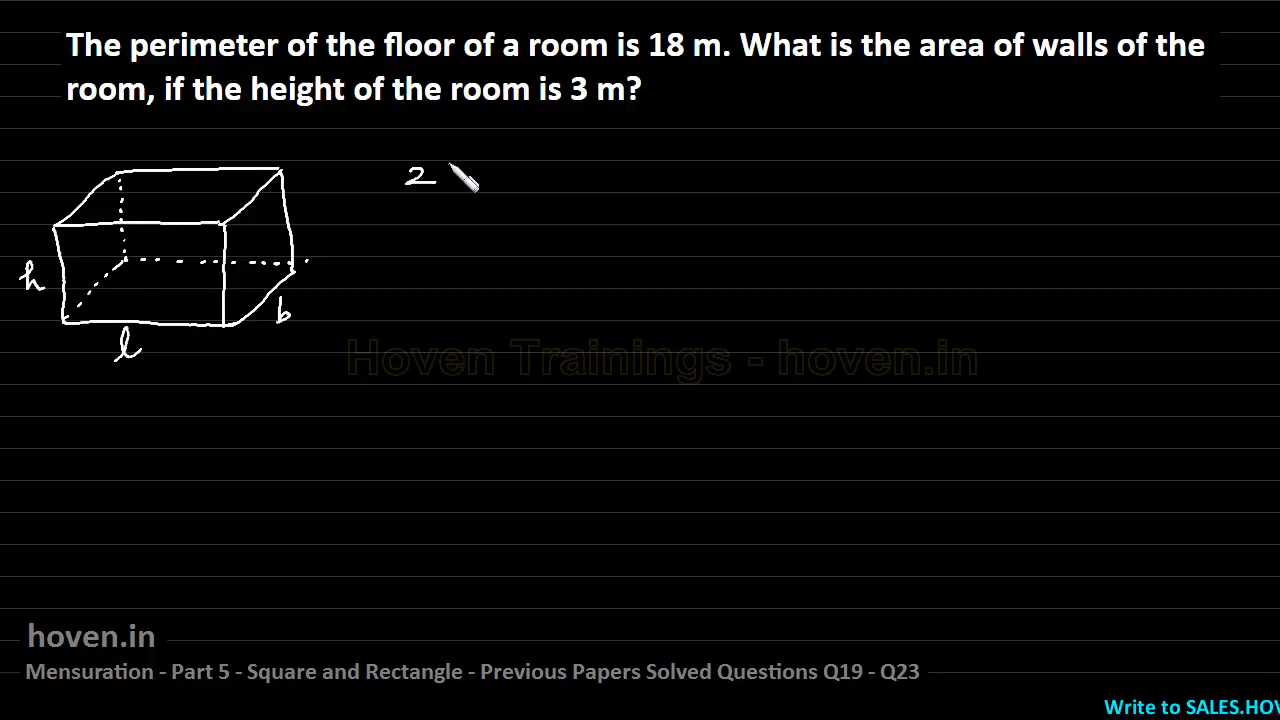 The perimeter of the floor of a room is 18 m. What is the area of walls of the
room, if the height of the room is 3 m?
2
h
b
l
Hoven Trainings - hoven.in
hoven.in
Mensuration - Part 5 - Square and Rectangle - Previous Papers Solved Questions Q19 - Q23
Write to SALES.HOV